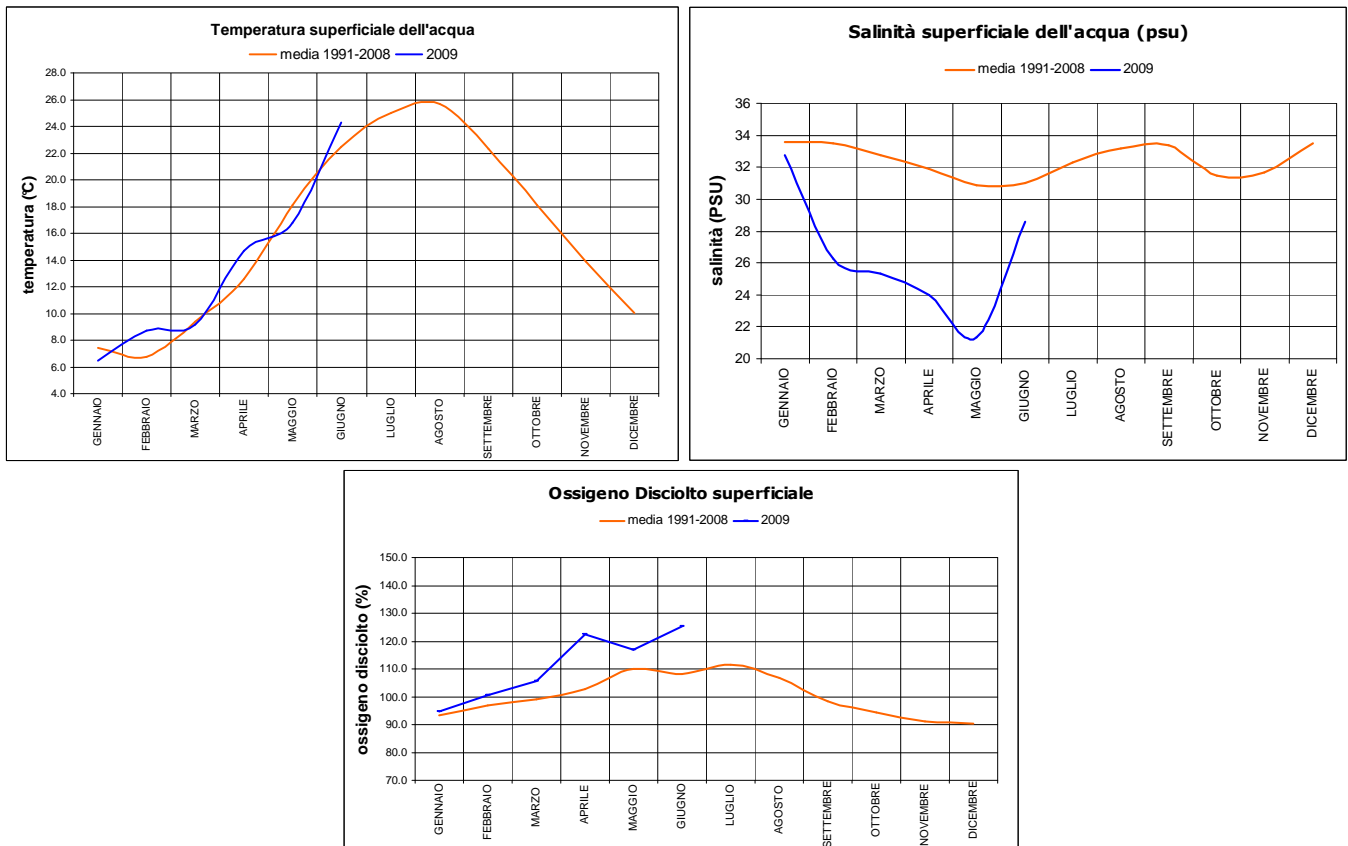 Temperatura superficiale dell'acqua
media 1991-2008 2009
temperatura (°C)
28.0
26.0
24.0
22.0
20.0
18.0
16.0
14.0
12.0
10.0
8.0
6.0
4.0
GENNAIO
FEBBRAIO
MARZO
APRILE
MAGGIO
GIUGNO
LUGLIO
AGOSTO
SETTEMBRE
OTTOBRE
NOVEMBRE
DICEMBRE
Salinità superficiale dell'acqua (psu)
media 1991-2008 2009
salinità (PSU)
36
34
32
30
28
26
24
22
20
GENNAIO
FEBBRAIO
MARZO
APRILE
MAGGIO
GIUGNO
LUGLIO
AGOSTO
SETTEMBRE
OTTOBRE
NOVEMBRE
DICEMBRE
Ossigeno Disciolto superficiale
media 1991-2008 2009
ossigeno disciolto (%)
150.0
140.0
130.0
120.0
110.0
100.0
90.0
80.0
70.0
GENNAIO
FEBBRAIO
MARZO
APRILE
MAGGIO
GIUGNO
LUGLIO
AGOSTO
SETTEMBRE
OTTOBRE
NOVEMBRE
DICEMBRE